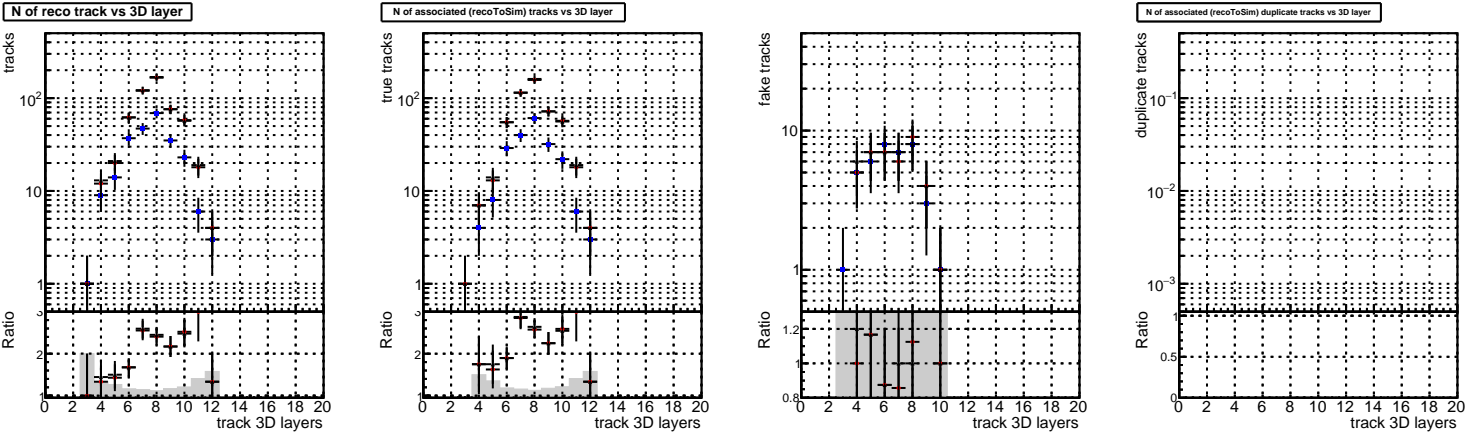 N of reco track vs 3D layer
tracks
10²
10
1
Ratio
3
2
1
0 2 4 6 8 10 12 14 16 18 20
track 3D layers
N of associated (recoToSim) tracks vs 3D layer
true tracks
10²
10
1
Ratio
3
2
1
0 2 4 6 8 10 12 14 16 18 20
track 3D layers
fake tracks
10
1
Ratio
1.2
1
0.8
0 2 4 6 8 10 12 14 16 18 20
track 3D layers
N of associated (recoToSim) duplicate tracks vs 3D layer
duplicate tracks
10⁻¹
10⁻²
10⁻³
Ratio
1
0.5
0
0 2 4 6 8 10 12 14 16 18 20
track 3D layers